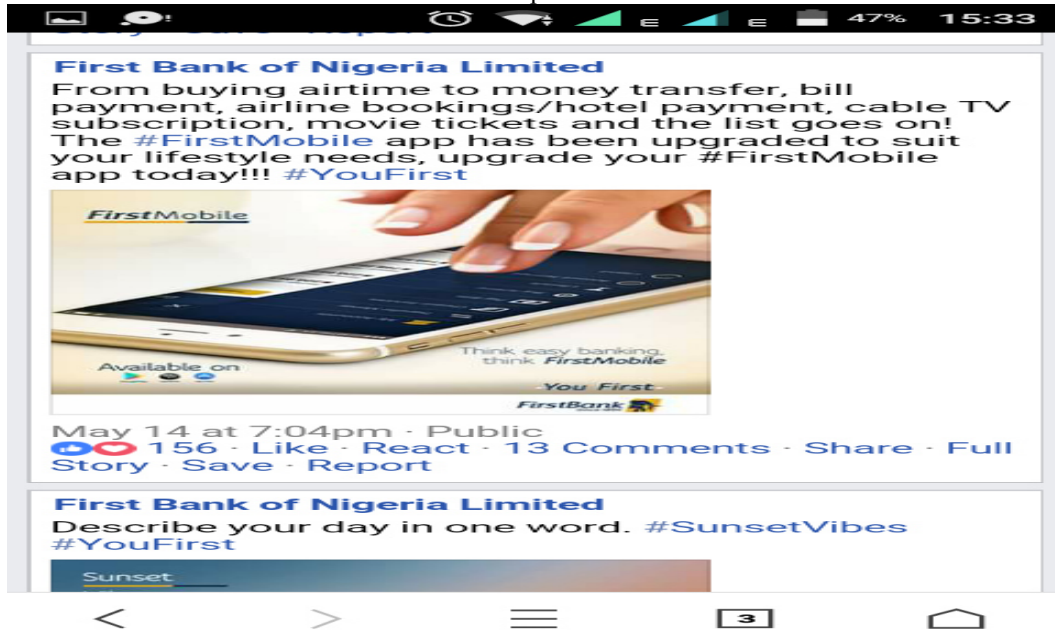 47% 15:33
Story · Save · Report
First Bank of Nigeria Limited
From buying airtime to money transfer, bill
payment, airline bookings/hotel payment, cable TV
subscription, movie tickets and the list goes on!
The #FirstMobile app has been upgraded to suit
your lifestyle needs, upgrade your #FirstMobile
app today!!! #YouFirst
FirstMobile
Available on
Think easy banking,
think FirstMobile
You First
FirstBank
May 14 at 7:04pm · Public
156 · Like · React · 13 Comments · Share · Full
Story · Save · Report
First Bank of Nigeria Limited
Describe your day in one word. #SunsetVibes
#YouFirst
Sunset
3